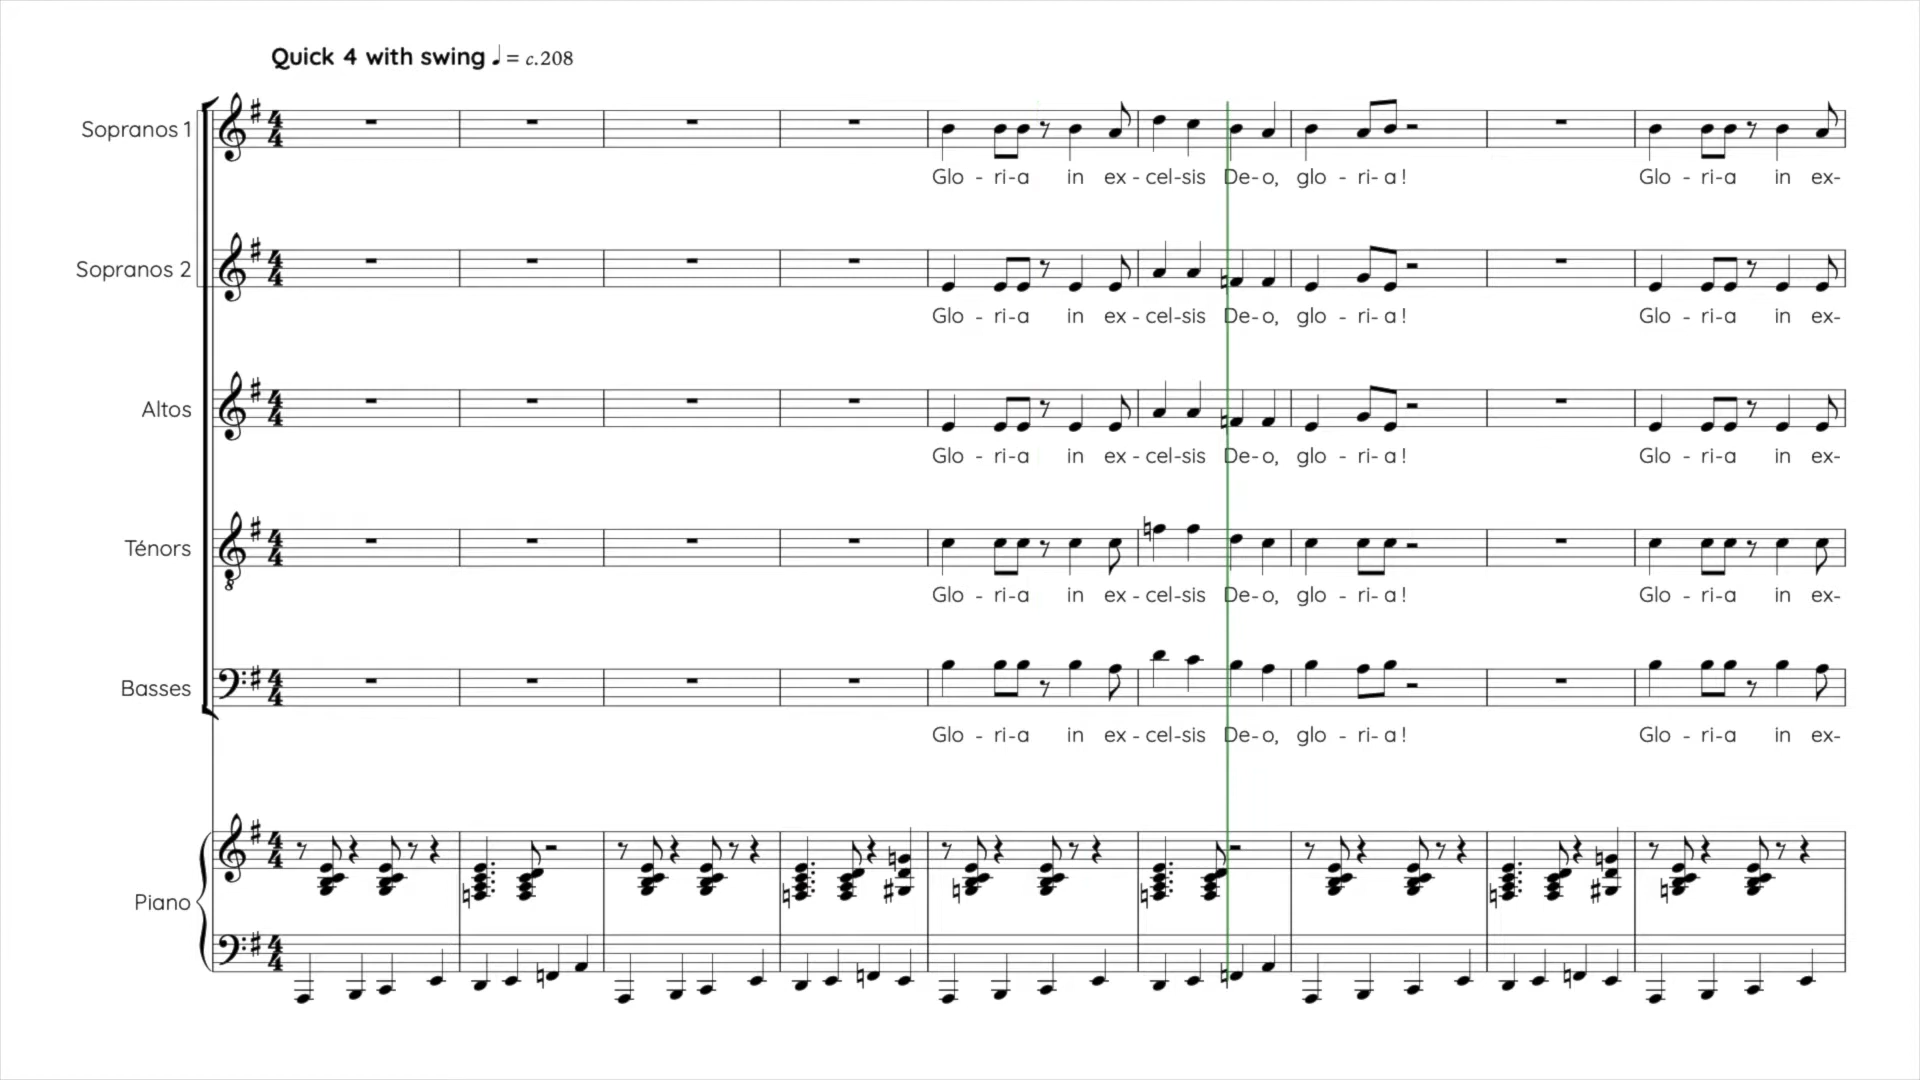 Quick 4 with swing ♩ = c.208
Sopranos 1
Glo - ri-a in ex-cel-sis De-o, glo - ri-a! Glo - ri-a in ex-
Sopranos 2
Glo - ri-a in ex-cel-sis De-o, glo - ri-a! Glo - ri-a in ex-
Altos
Glo - ri-a in ex-cel-sis De-o, glo - ri-a! Glo - ri-a in ex-
Ténors
Glo - ri-a in ex-cel-sis De-o, glo - ri-a! Glo - ri-a in ex-
Basses
Glo - ri-a in ex-cel-sis De-o, glo - ri-a! Glo - ri-a in ex-
Piano